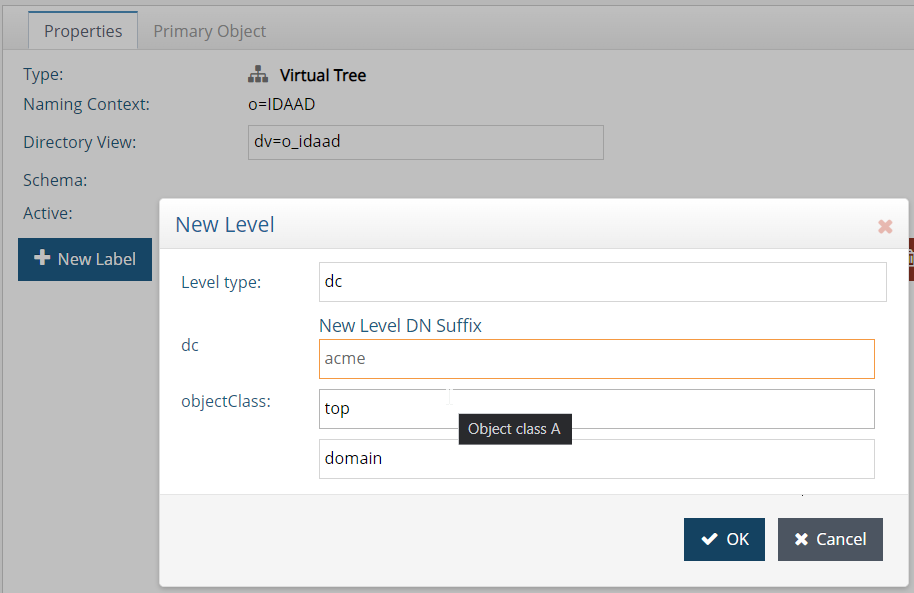 Properties Primary Object
Type: Virtual Tree
Naming Context: o=IDAAD
Directory View: dv=o_idaad
Schema:
Active:
New Label
New Level
Level type: dc
New Level DN Suffix
dc acme
objectClass: top
Object class A
domain
OK Cancel